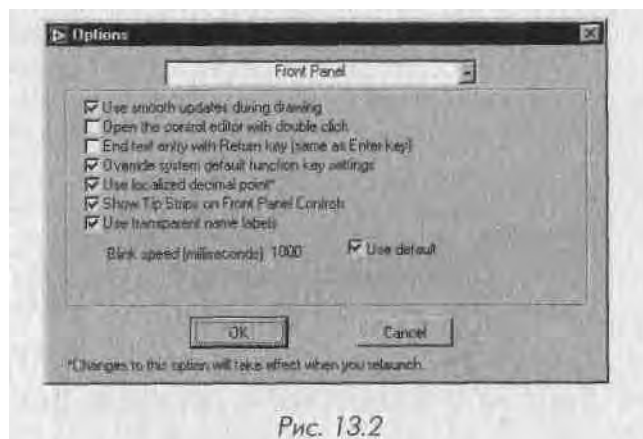 Options
Front Panel
Use smooth updates during drawing
Open the control editor with double click
End text entry with Return key (same as Enter key)
Override system default function key settings
Use localized decimal point*
Show Tip Strips on Front Panel Controls
Use transparent name labels
Blink speed (milliseconds) 1000 Use default
OK Cancel
*Changes to this option will take effect when you relaunch.
Рис. 13.2